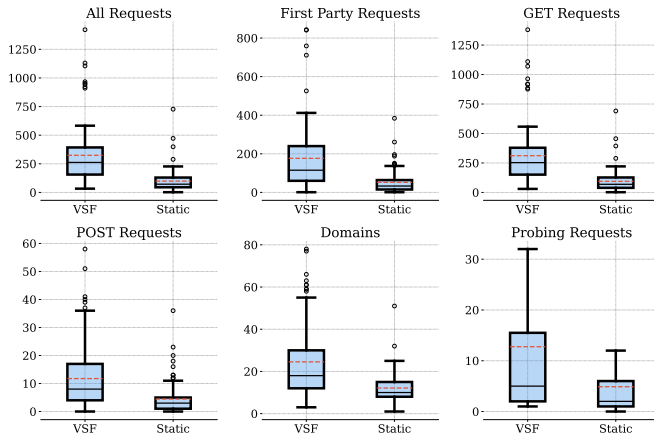 All Requests
1250
1000
750
500
250
0
VSF
Static
First Party Requests
800
600
400
200
0
VSF
Static
GET Requests
1250
1000
750
500
250
0
VSF
Static
POST Requests
60
50
40
30
20
10
0
VSF
Static
Domains
80
60
40
20
0
VSF
Static
Probing Requests
30
20
10
0
VSF
Static